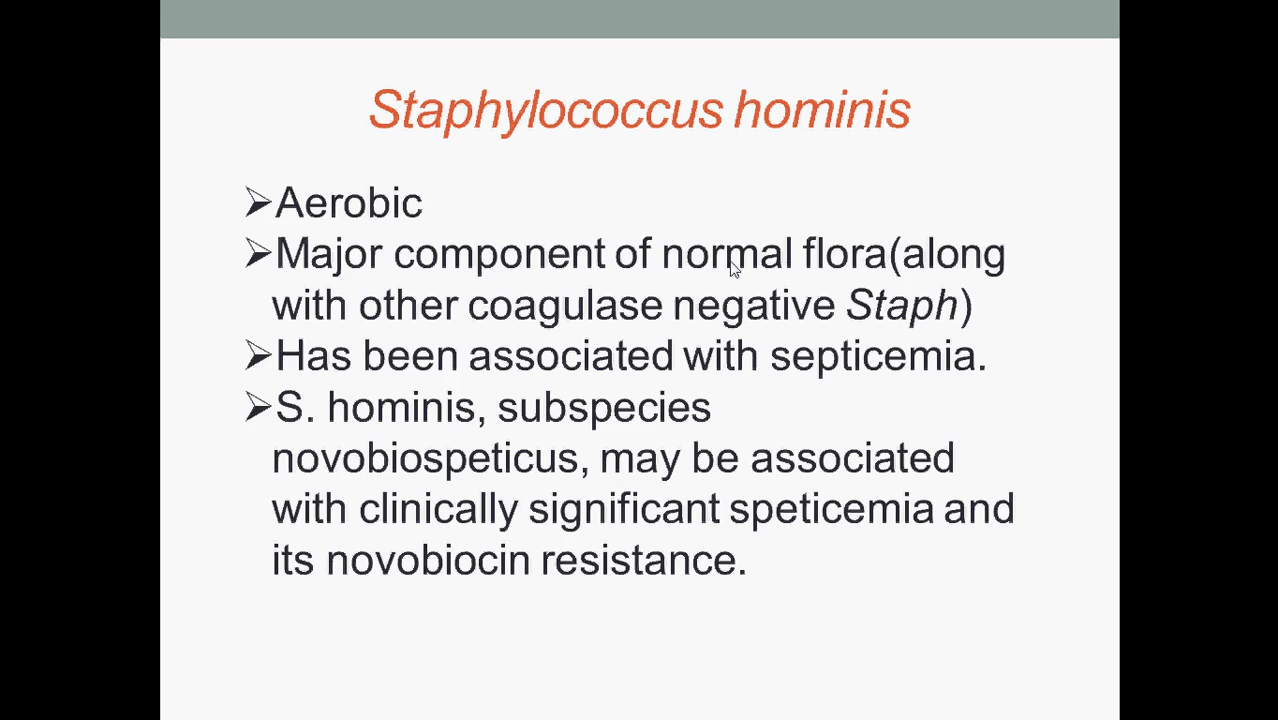 Staphylococcus hominis
➢Aerobic
➢Major component of normal flora(along
with other coagulase negative Staph)
➢Has been associated with septicemia.
➢S. hominis, subspecies
novobiospeticus, may be associated
with clinically significant speticemia and
its novobiocin resistance.